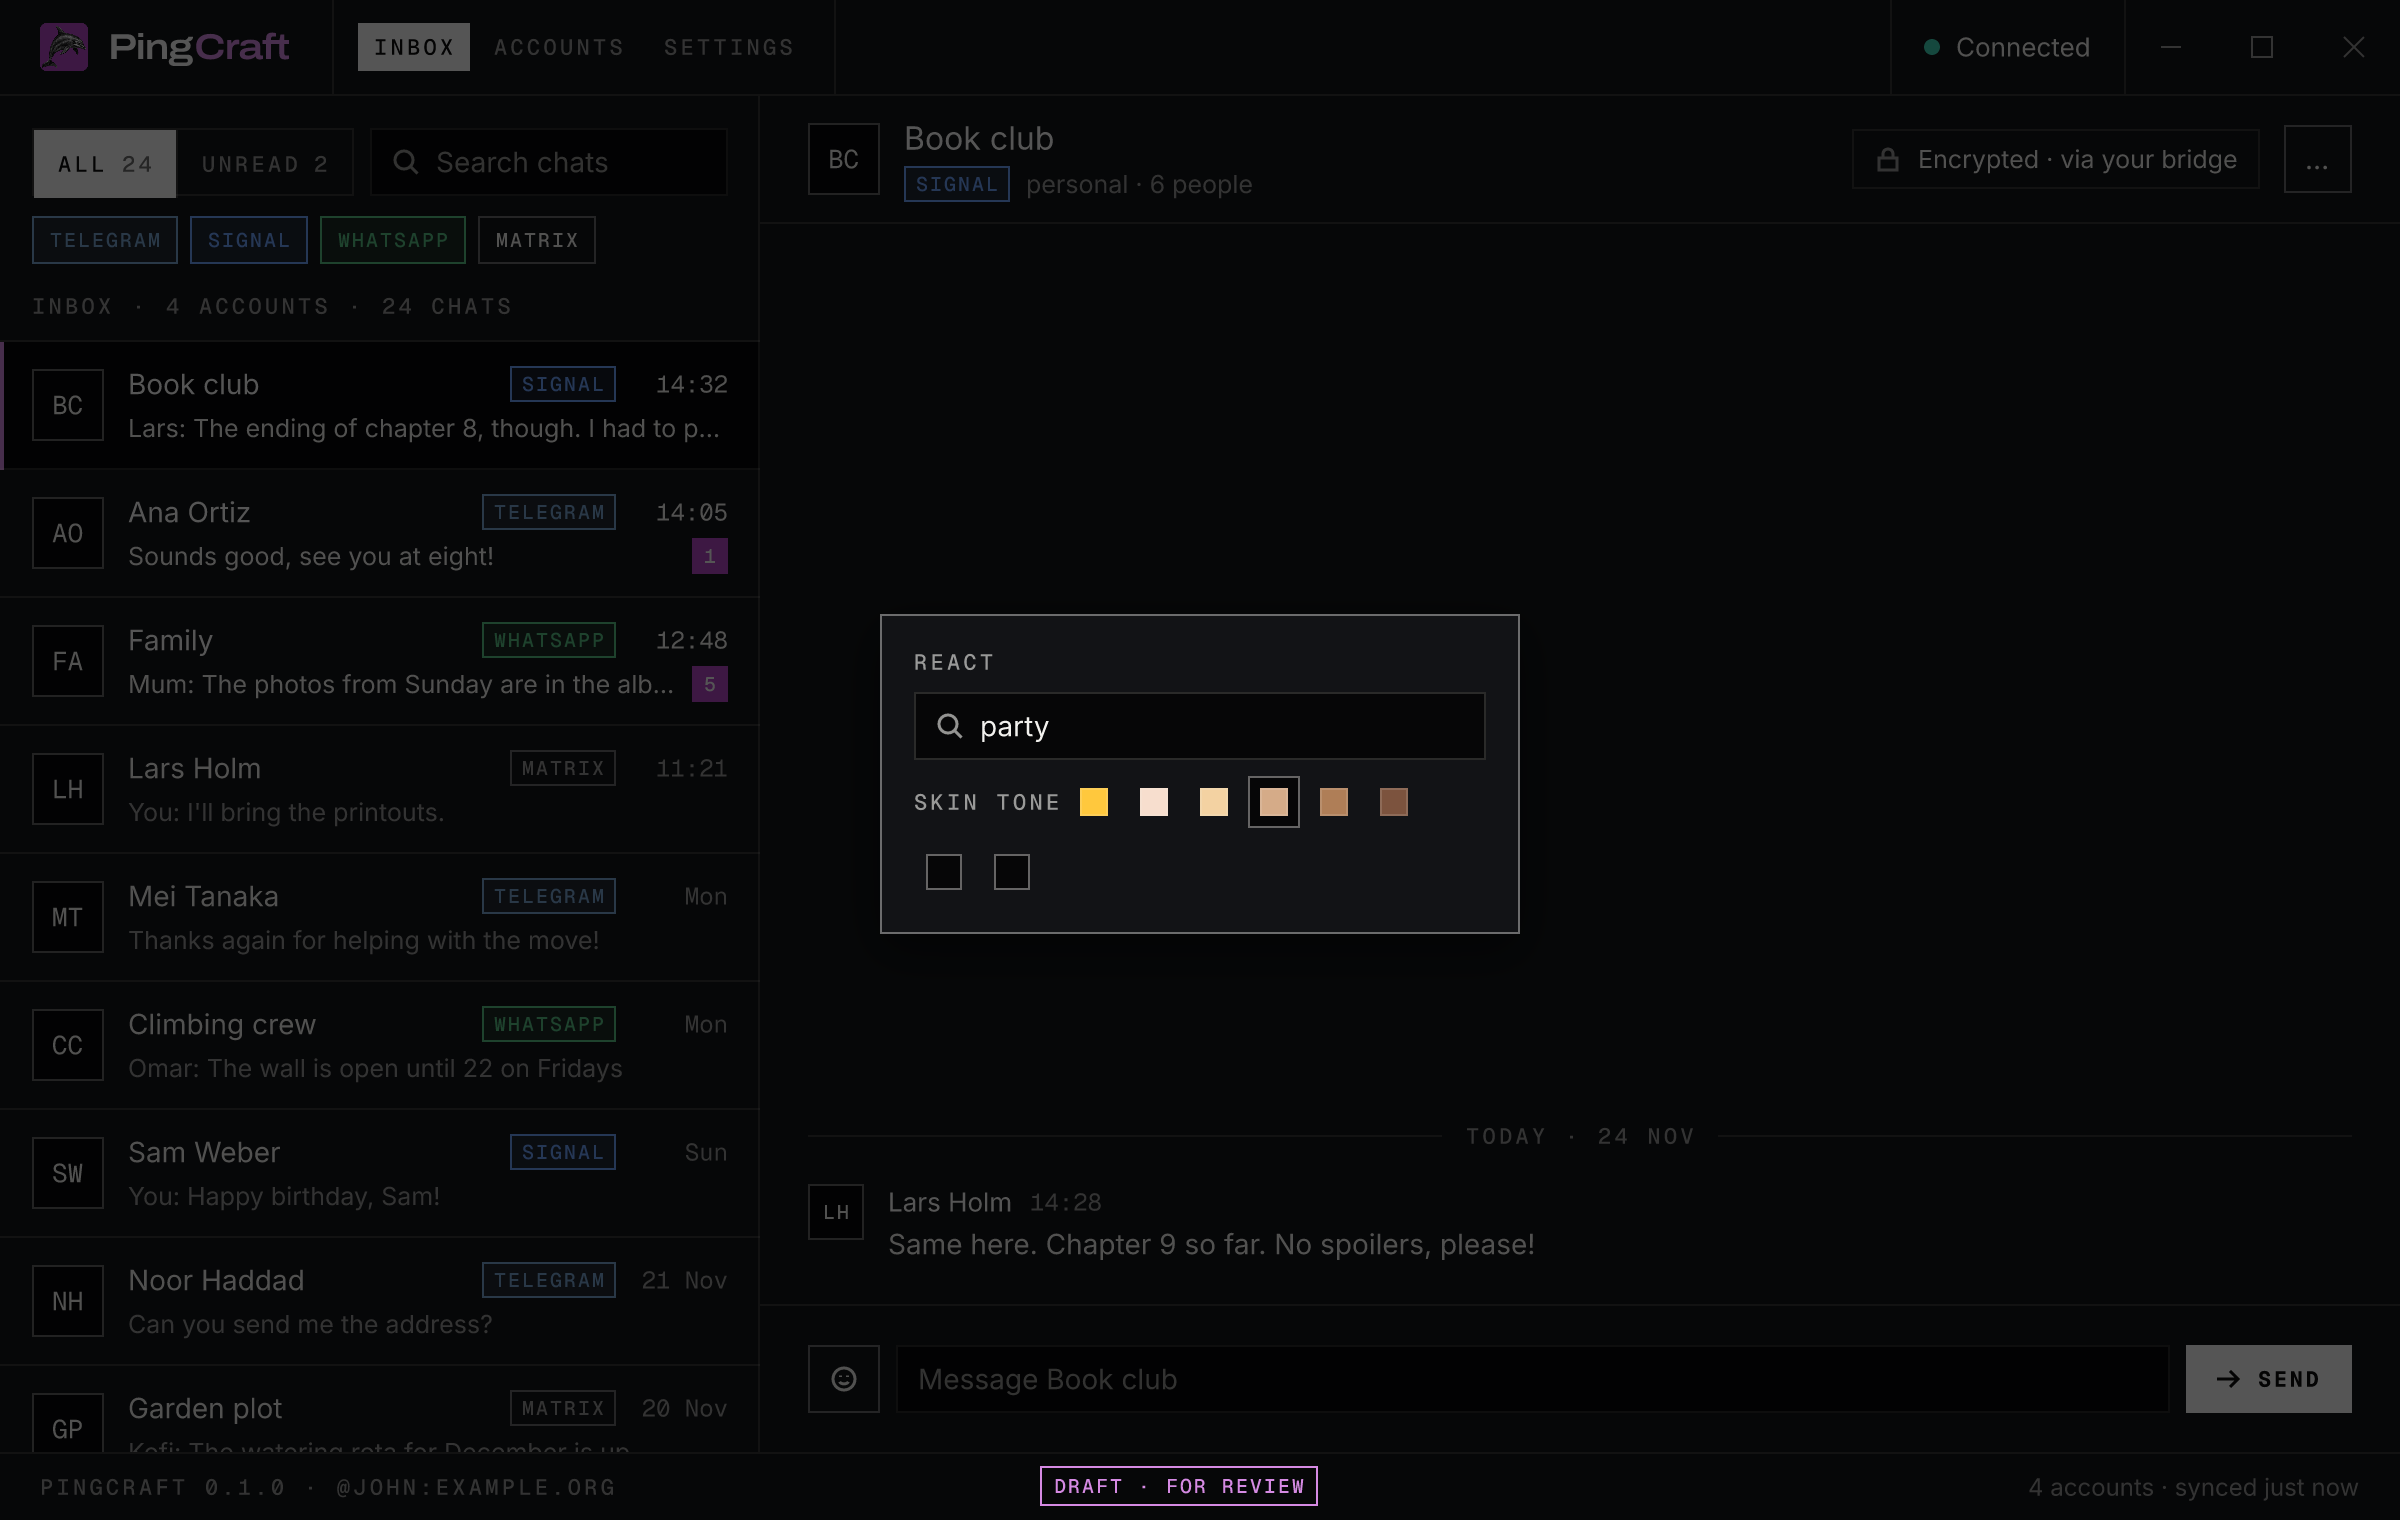 PingCraft
INBOX ACCOUNTS SETTINGS
Connected
ALL 24 UNREAD 2 Search chats
TELEGRAM SIGNAL WHATSAPP MATRIX
INBOX · 4 ACCOUNTS · 24 CHATS
BC Book club SIGNAL 14:32
Lars: The ending of chapter 8, though. I had to p...
AO Ana Ortiz TELEGRAM 14:05
Sounds good, see you at eight! 1
FA Family WHATSAPP 12:48
Mum: The photos from Sunday are in the alb... 5
LH Lars Holm MATRIX 11:21
You: I'll bring the printouts.
MT Mei Tanaka TELEGRAM Mon
Thanks again for helping with the move!
CC Climbing crew WHATSAPP Mon
Omar: The wall is open until 22 on Fridays
SW Sam Weber SIGNAL Sun
You: Happy birthday, Sam!
NH Noor Haddad TELEGRAM 21 Nov
Can you send me the address?
GP Garden plot MATRIX 20 Nov
Kofi: The watering rota for December is up
BC Book club
SIGNAL personal · 6 people
Encrypted · via your bridge ...
REACT
party
SKIN TONE
TODAY · 24 NOV
LH Lars Holm 14:28
Same here. Chapter 9 so far. No spoilers, please!
Message Book club
SEND
PINGCRAFT 0.1.0 · @JOHN:EXAMPLE.ORG
DRAFT · FOR REVIEW
4 accounts · synced just now